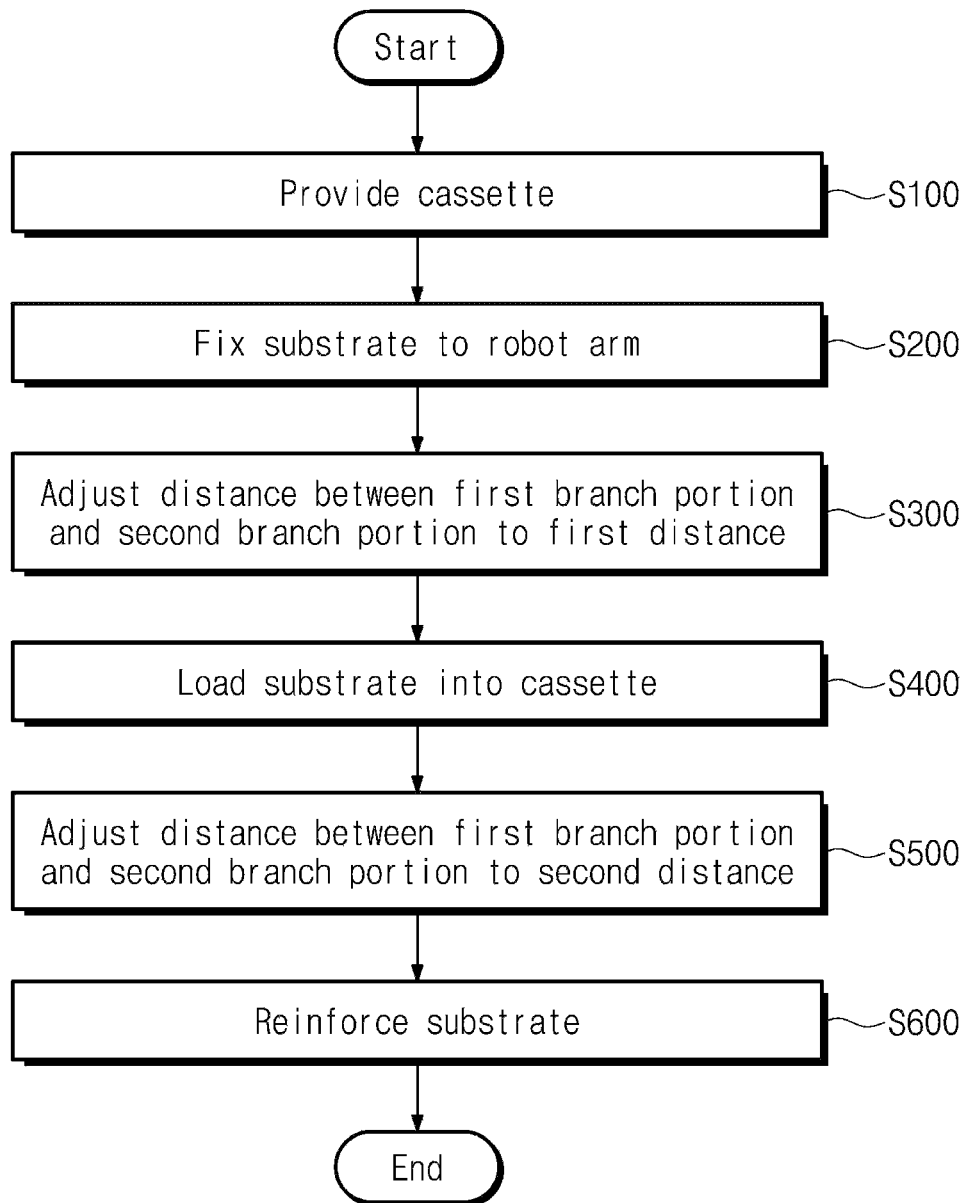 Start
Provide cassette
S100
Fix substrate to robot arm
S200
Adjust distance between first branch portion
and second branch portion to first distance
S300
Load substrate into cassette
S400
Adjust distance between first branch portion
and second branch portion to second distance
S500
Reinforce substrate
S600
End